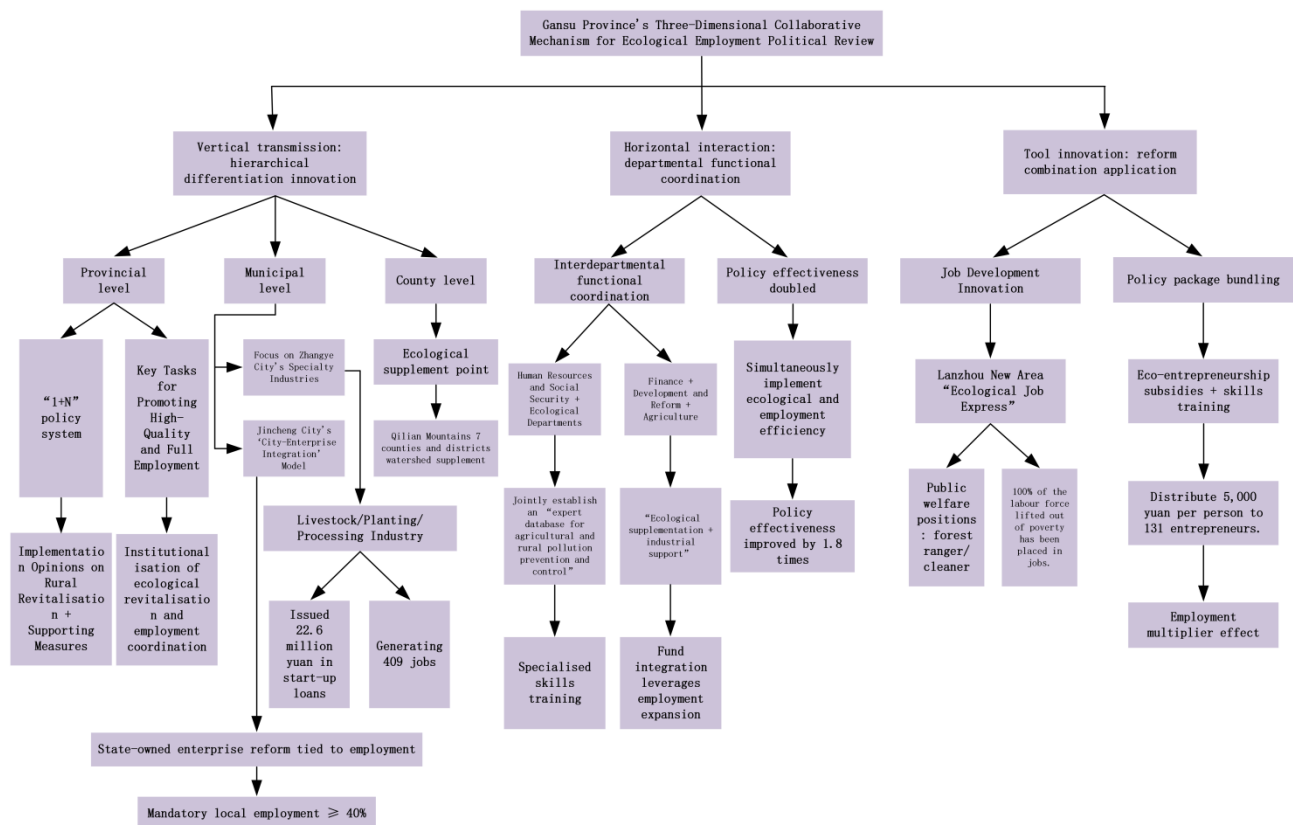 Gansu Province's Three-Dimensional Collaborative
Mechanism for Ecological Employment Political Review
Vertical transmission:
hierarchical
differentiation innovation
Horizontal interaction:
departmental functional
coordination
Tool innovation: reform
combination application
Provincial
level
Municipal
level
County level
Interdepartmental
functional
coordination
Policy effectiveness
doubled
Job Development
Innovation
Policy package bundling
“1+N”
policy
system
Key Tasks
for
Promoting
High-
Quality
and Full
Employment
Focus on Zhangye
City's Specialty
Industries
Jincheng City's
‘City-Enterprise
Integration’
Model
Ecological
supplement point
Qilian Mountains 7
counties and districts
watershed supplement
Human Resources
and Social
Security +
Ecological
Departments
Finance +
Development and
Reform +
Agriculture
Simultaneously
implement
ecological and
employment
efficiency
Lanzhou New Area
“Ecological Job
Express”
Eco-entrepreneurship
subsidies + skills
training
Implementatio
n Opinions on
Rural
Revitalisatio
n +
Supporting
Measures
Institutional
isation of
ecological
revitalisatio
n and
employment
coordination
Livestock/Planting/
Processing Industry
Issued
22.6
million
yuan in
start-up
loans
Generating
409 jobs
Jointly establish
an “expert
database for
agricultural and
rural pollution
prevention and
control”
“Ecological
supplementation +
industrial
support”
Policy
effectiveness
improved by 1.8
times
Public
welfare
positions
: forest
ranger/
cleaner
100% of the
labour force
lifted out
of poverty
has been
placed in
jobs.
Distribute 5,000
yuan per person to
131 entrepreneurs.
Specialised
skills
training
Fund
integration
leverages
employment
expansion
Employment
multiplier effect
State-owned enterprise reform tied to employment
Mandatory local employment ≥ 40%